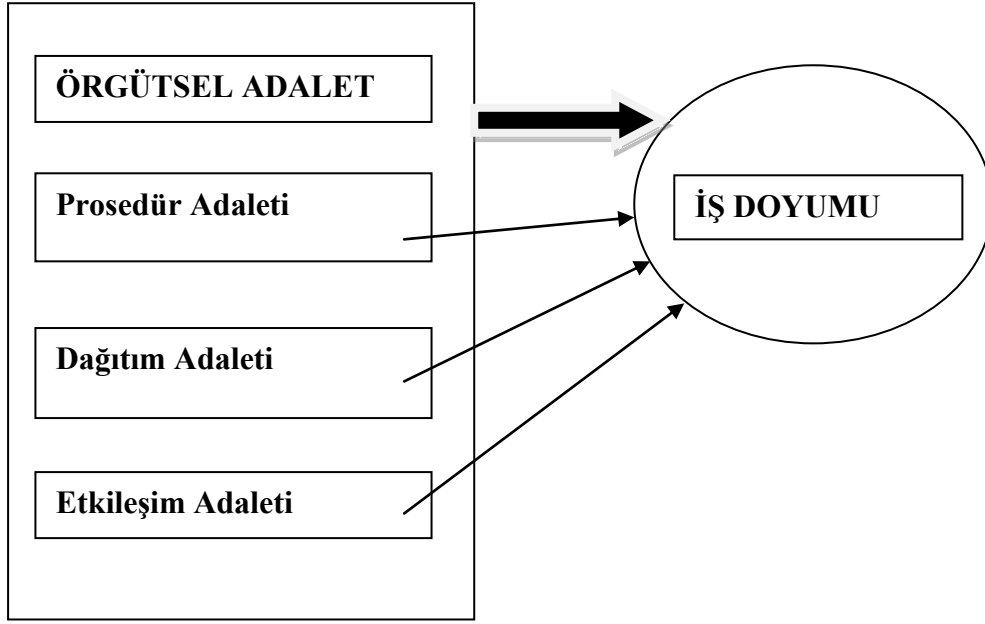 ÖRGÜTSEL ADALET
Prosedür Adaleti
İŞ DOYUMU
Dağıtım Adaleti
Etkileşim Adaleti